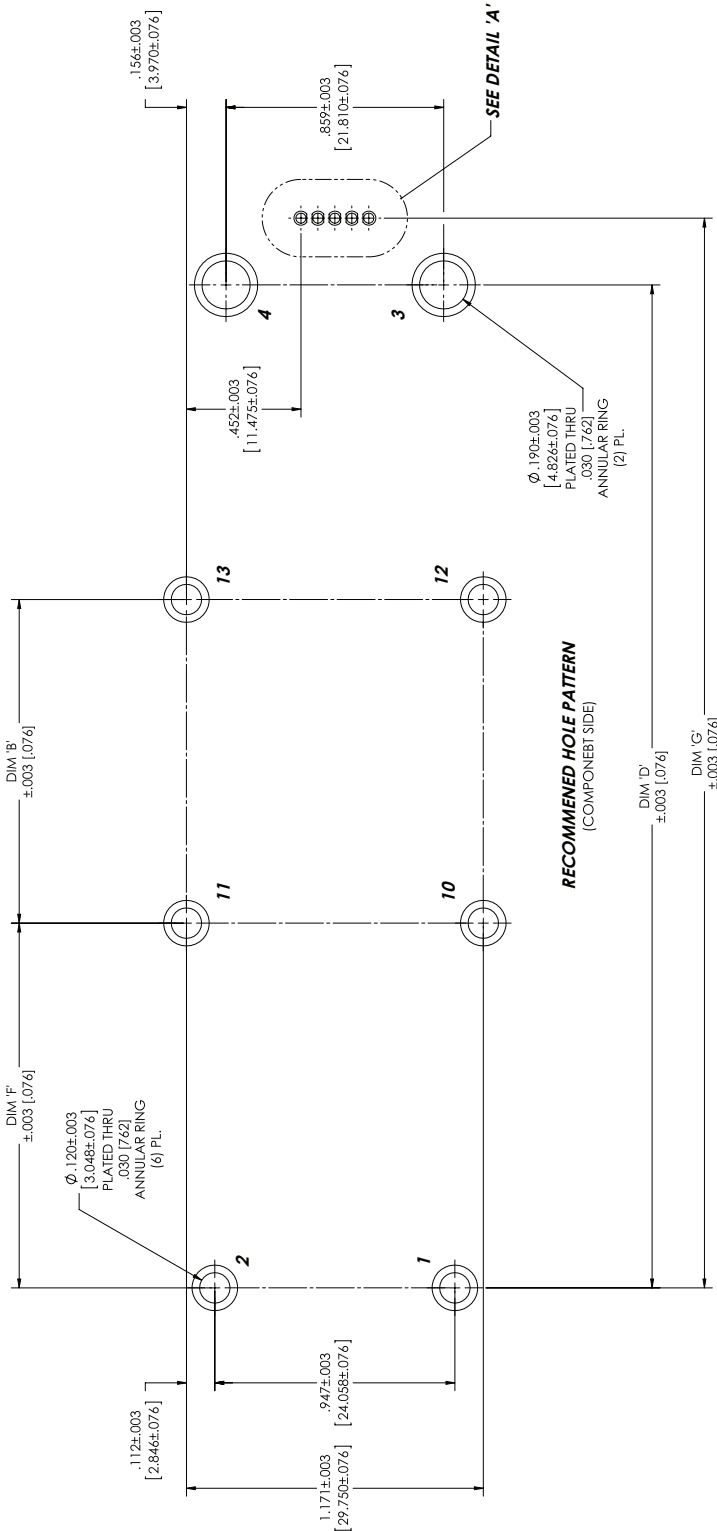 DIM 'F'
±.003 [.076]
DIM 'B'
±.003 [.076]
.112±.003
[2.846±.076]
Ø.120±.003
[3.048±.076]
PLATED THRU
.030 [762]
ANNULAR RING
(6) PL.
.156±.003
[3.970±.076]
2
11
13
4
.452±.003
[11.475±.076]
.859±.003
[21.810±.076]
SEE DETAIL 'A'
1.171±.003
[29.750±.076]
.947±.003
[24.058±.076]
1
10
12
3
Ø.190±.003
[4.826±.076]
PLATED THRU
.030 [.762]
ANNULAR RING
(2) PL.
RECOMMENED HOLE PATTERN
(COMPONEBT SIDE)
DIM 'D'
±.003 [.076]
DIM 'G'
±.003 [.076]